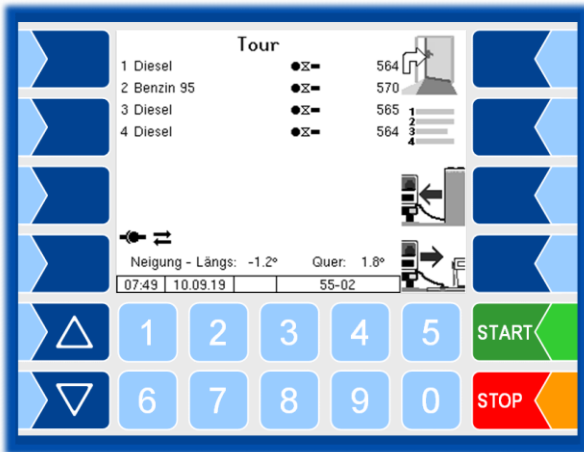 Tour
1 Diesel 564
2 Benzin 95 570
3 Diesel 565
4 Diesel 564
1
2
3
4
Neigung - Längs: -1.2° Quer: 1.8°
07:49 10.09.19 55-02
1 2 3 4 5 START
6 7 8 9 0 STOP